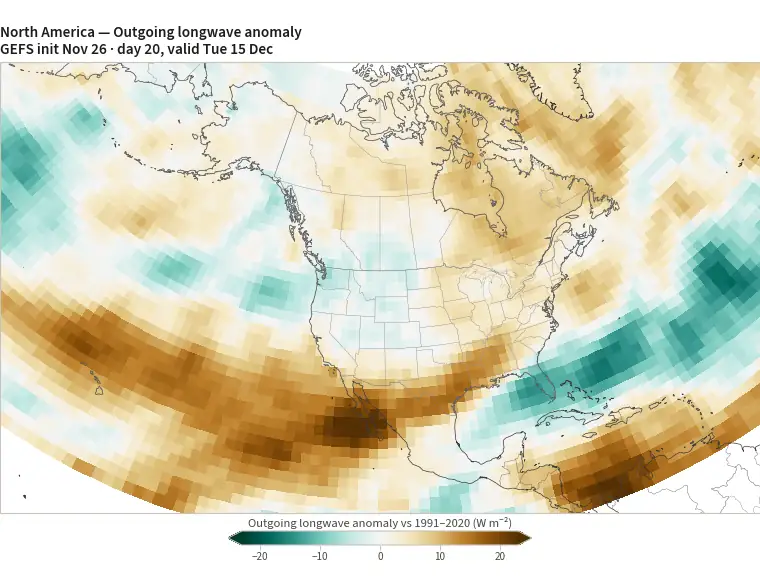 North America — Outgoing longwave anomaly
GEFS init Nov 26 · day 20, valid Tue 15 Dec
Outgoing longwave anomaly vs 1991–2020 (W m⁻²)
−20 −10 0 10 20